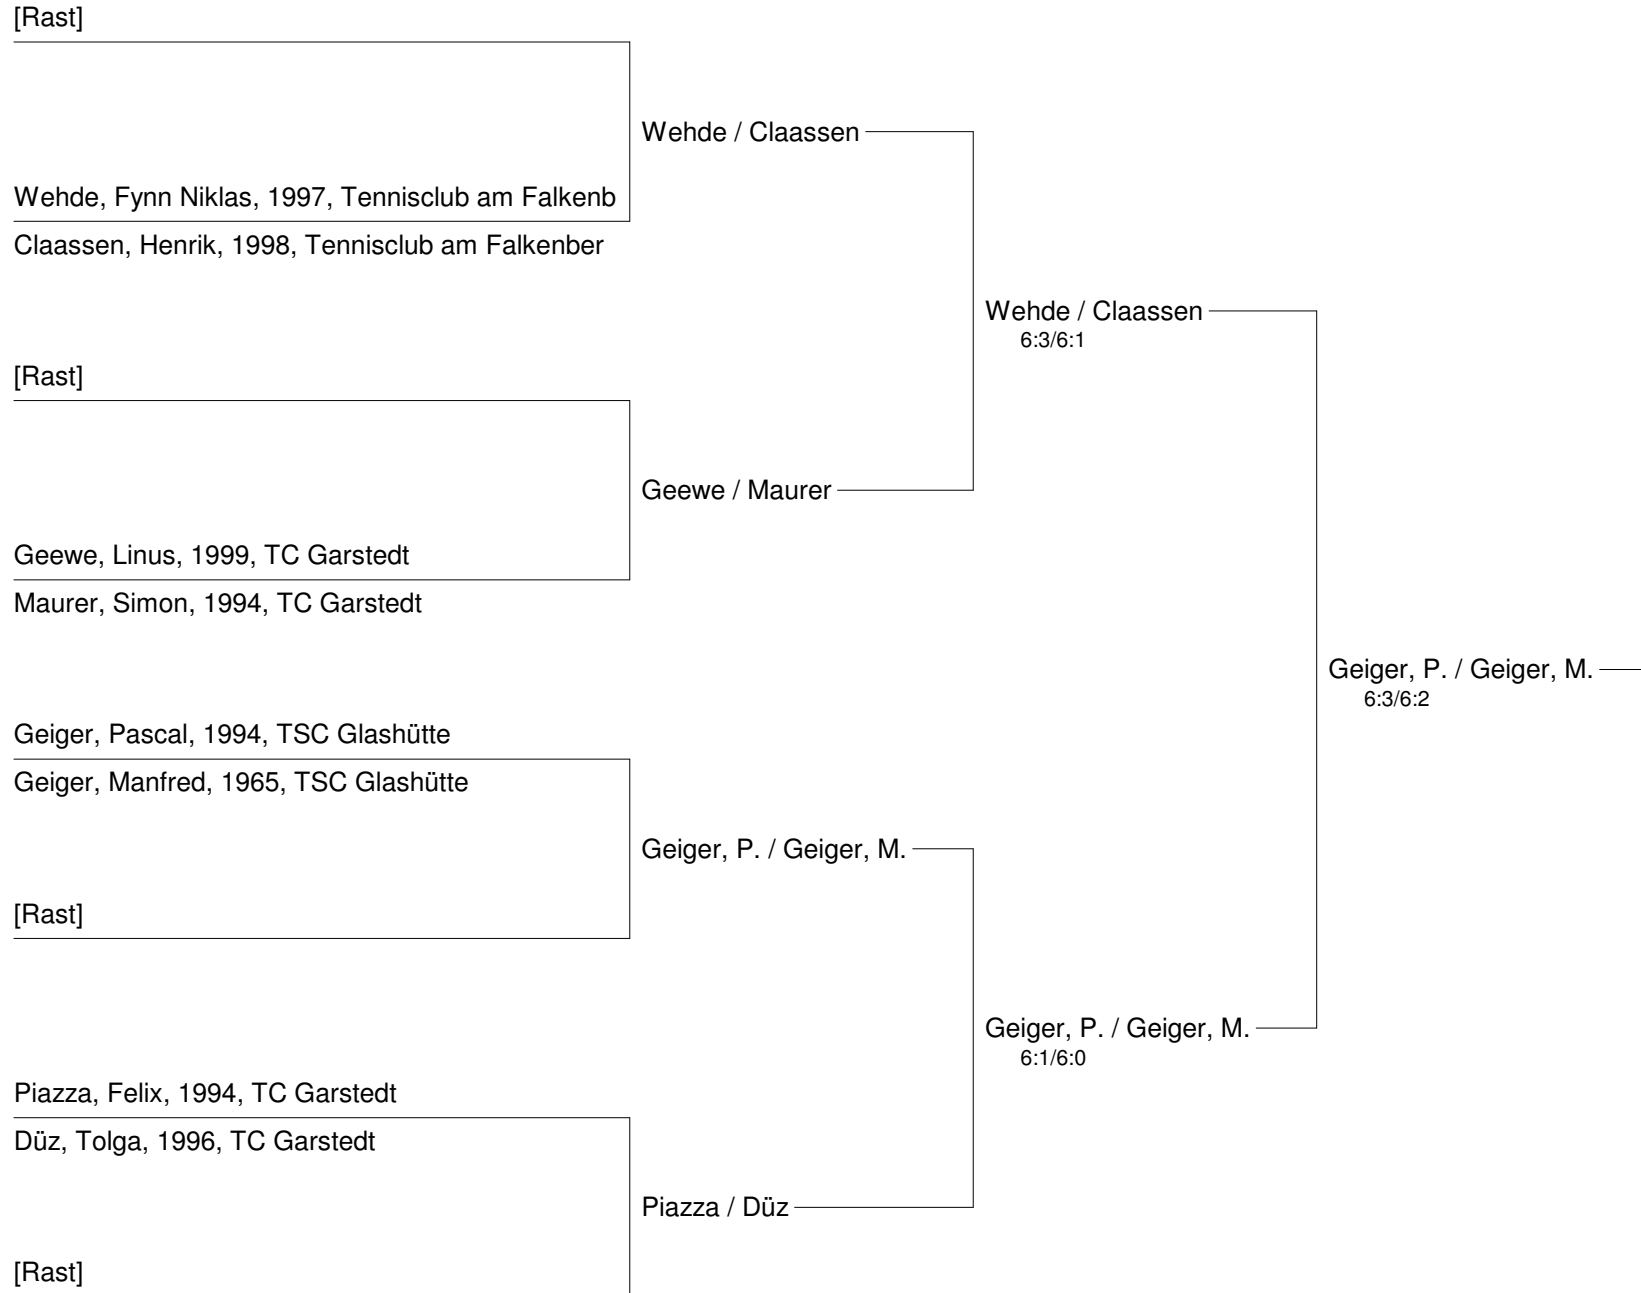 [Rast]
Wehde / Claassen
Wehde, Fynn Niklas, 1997, Tennisclub am Falkenb
Claassen, Henrik, 1998, Tennisclub am Falkenber
Wehde / Claassen
6:3/6:1
[Rast]
Geewe / Maurer
Geewe, Linus, 1999, TC Garstedt
Maurer, Simon, 1994, TC Garstedt
Geiger, P. / Geiger, M.
6:3/6:2
Geiger, Pascal, 1994, TSC Glashütte
Geiger, Manfred, 1965, TSC Glashütte
Geiger, P. / Geiger, M.
[Rast]
Geiger, P. / Geiger, M.
6:1/6:0
Piazza, Felix, 1994, TC Garstedt
Düz, Tolga, 1996, TC Garstedt
Piazza / Düz
[Rast]